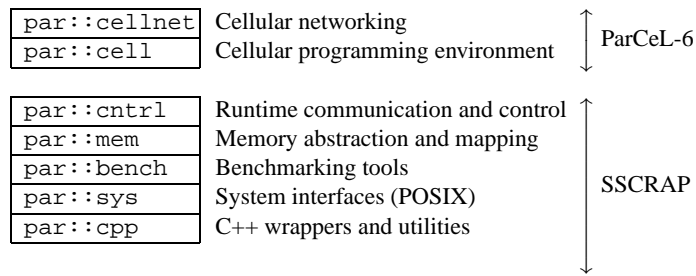 par::cellnet Cellular networking
par::cell Cellular programming environment
ParCeL-6
par::cntrl Runtime communication and control
par::mem Memory abstraction and mapping
par::bench Benchmarking tools
par::sys System interfaces (POSIX)
par::cpp C++ wrappers and utilities
SSCRAP